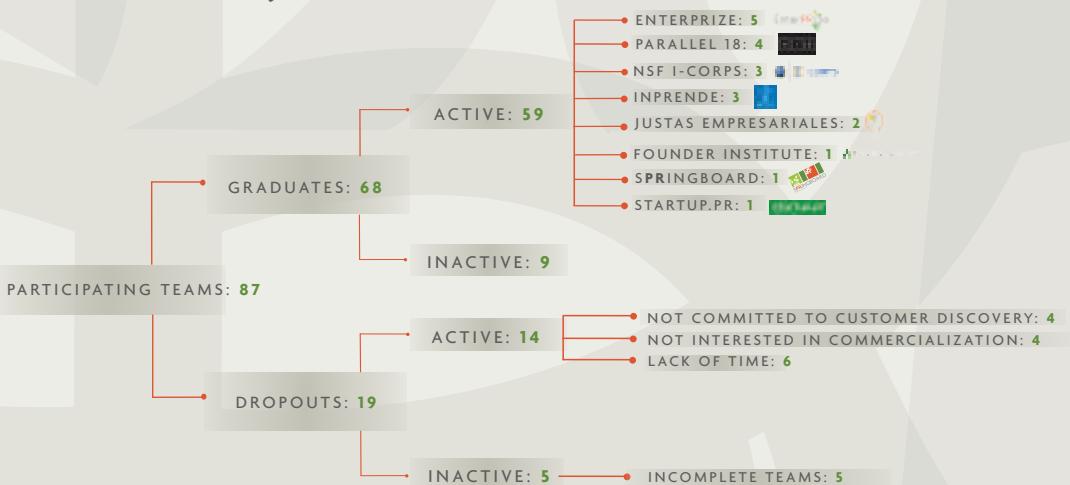 ENTERPRIZE: 5
PARALLEL 18: 4
NSF I-CORPS: 3
INPRENDE: 3
ACTIVE: 59
JUSTAS EMPRESARIALES: 2
FOUNDER INSTITUTE: 1
SPRINGBOARD: 1
GRADUATES: 68
STARTUP.PR: 1
INACTIVE: 9
PARTICIPATING TEAMS: 87
NOT COMMITTED TO CUSTOMER DISCOVERY: 4
ACTIVE: 14
NOT INTERESTED IN COMMERCIALIZATION: 4
LACK OF TIME: 6
DROPOUTS: 19
INACTIVE: 5
INCOMPLETE TEAMS: 5